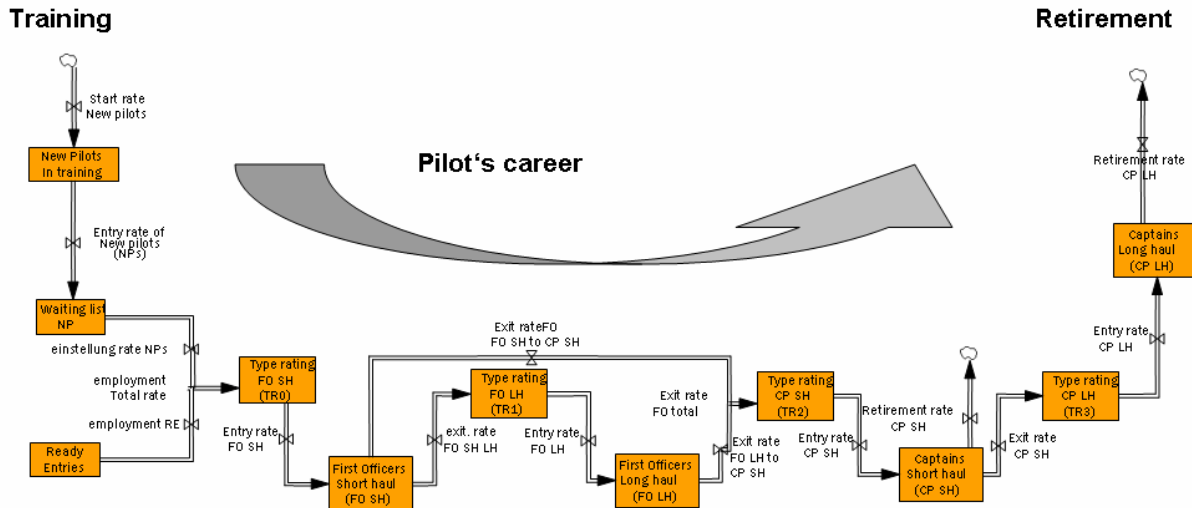 Training
Retirement
Start rate
New pilots
New Pilots
In training
Pilot‘s career
Retirement rate
CP LH
Entry rate of
New pilots
(NPs)
Captains
Long haul
(CP LH)
Waiting list
NP
einstellung rate NPs
employment
Total rate
employment RE
Ready
Entries
Type rating
FO SH
(TR0)
Entry rate
FO SH
First Officers
Short haul
(FO SH)
Exit rateFO
FO SH to CP SH
Type rating
FO LH
(TR1)
exit. rate
FO SH LH
Entry rate
FO LH
First Officers
Long haul
(FO LH)
Exit rate
FO total
Exit rate
FO LH to
CP SH
Type rating
CP SH
(TR2)
Entry rate
CP SH
Retirement rate
CP SH
Captains
Short haul
(CP SH)
Exit rate
CP SH
Type rating
CP LH
(TR3)
Entry rate
CP LH